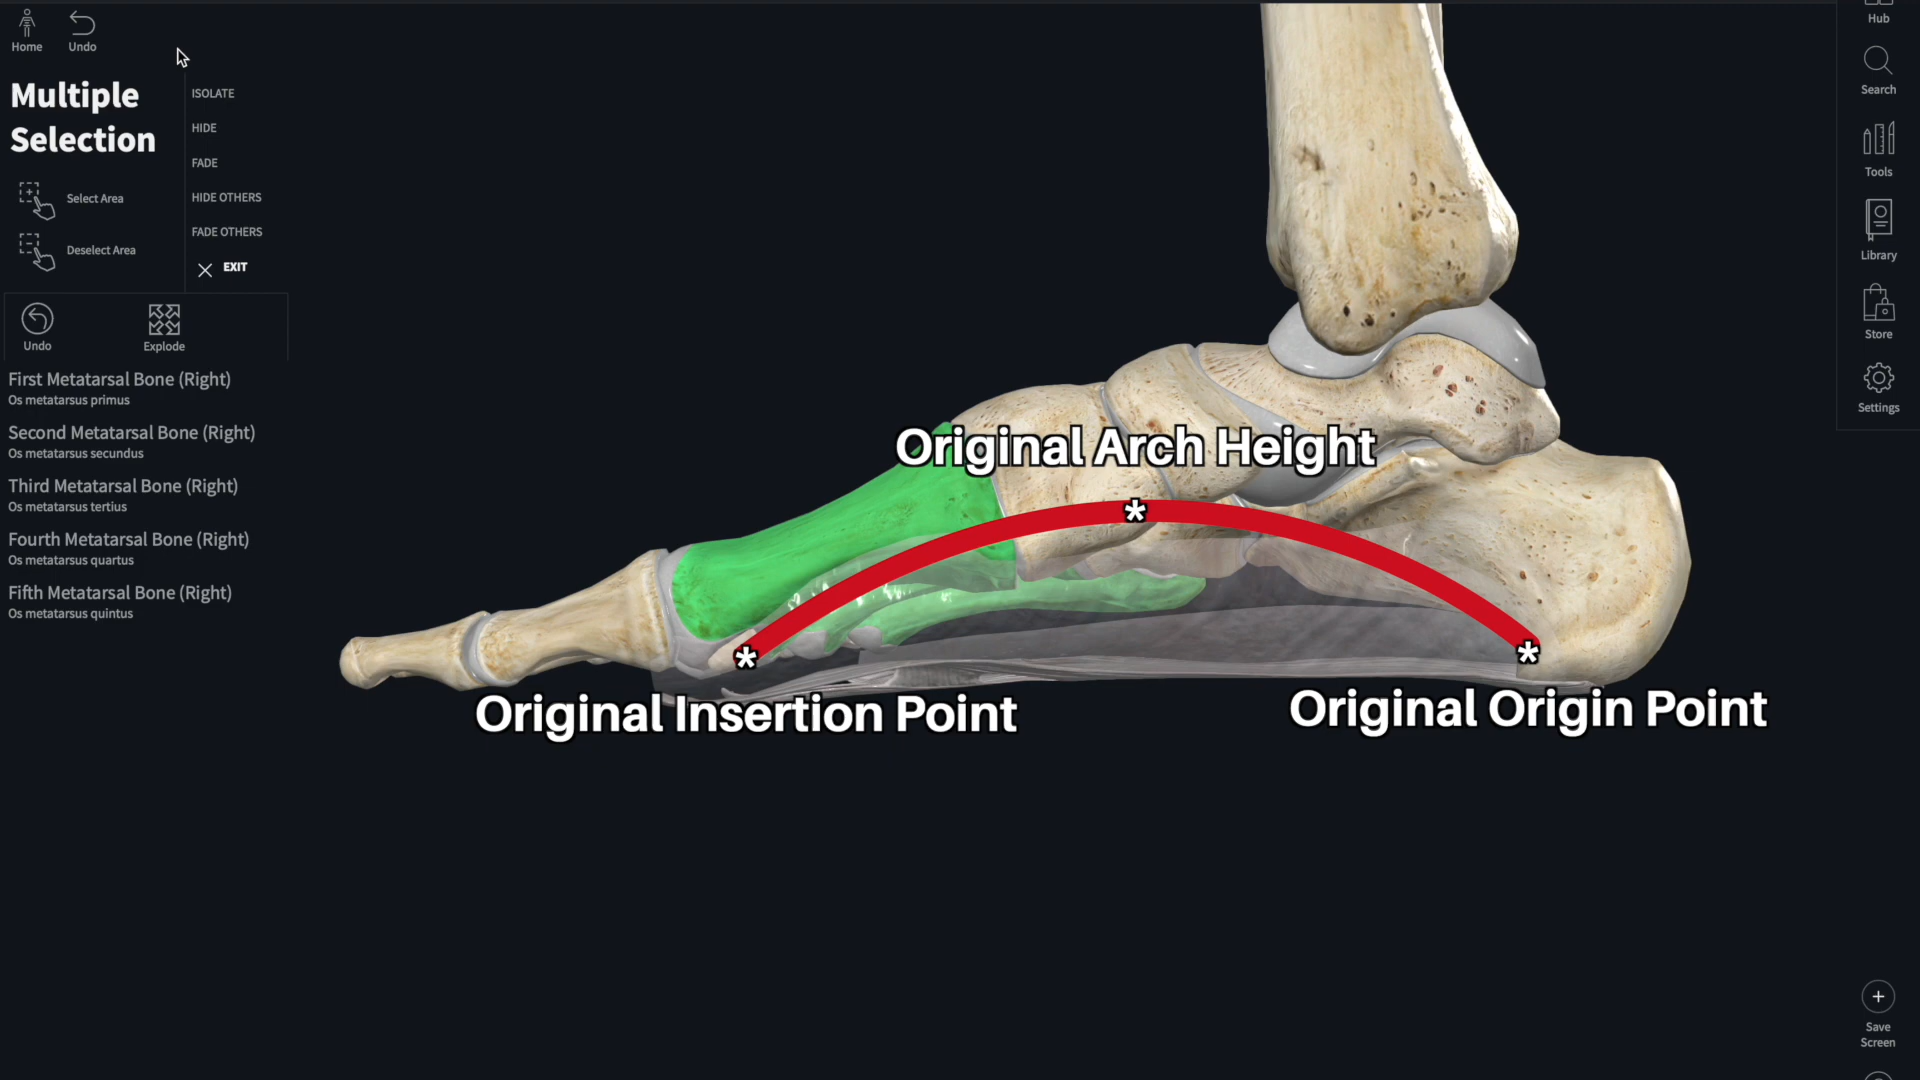 Home
Undo
Multiple
Selection
Select Area
Deselect Area
ISOLATE
HIDE
FADE
HIDE OTHERS
FADE OTHERS
EXIT
Undo
Explode
First Metatarsal Bone (Right)
Os metatarsus primus
Second Metatarsal Bone (Right)
Os metatarsus secundus
Third Metatarsal Bone (Right)
Os metatarsus tertius
Fourth Metatarsal Bone (Right)
Os metatarsus quartus
Fifth Metatarsal Bone (Right)
Os metatarsus quintus
Original Arch Height
*
*
*
Original Insertion Point
Original Origin Point
Hub
Search
Tools
Library
Store
Settings
Save
Screen